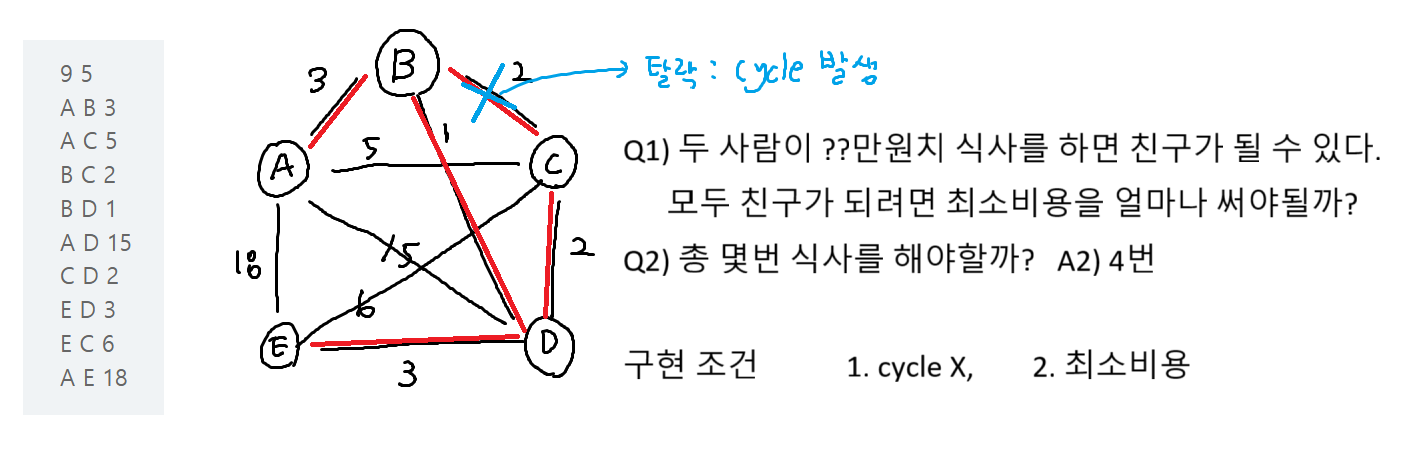 9 5
A B 3
A C 5
B C 2
B D 1
A D 15
C D 2
E D 3
E C 6
A E 18
B
3
2
탈락: cycle 발생
1
A
5
C
18
15
2
6
E
D
3
Q1) 두 사람이 ??만원치 식사를 하면 친구가 될 수 있다.
모두 친구가 되려면 최소비용을 얼마나 써야될까?
Q2) 총 몇번 식사를 해야할까? A2) 4번
구현 조건 1. cycle X, 2. 최소비용